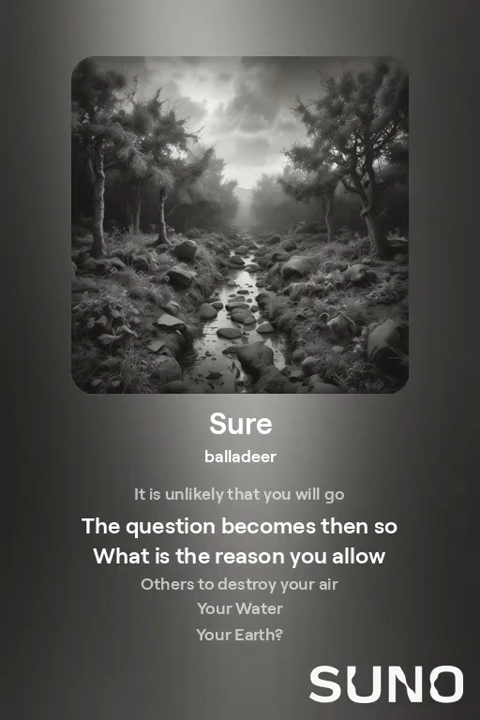 Sure
balladeer
It is unlikely that you will go
The question becomes then so
What is the reason you allow
Others to destroy your air
Your Water
Your Earth?
SUNO